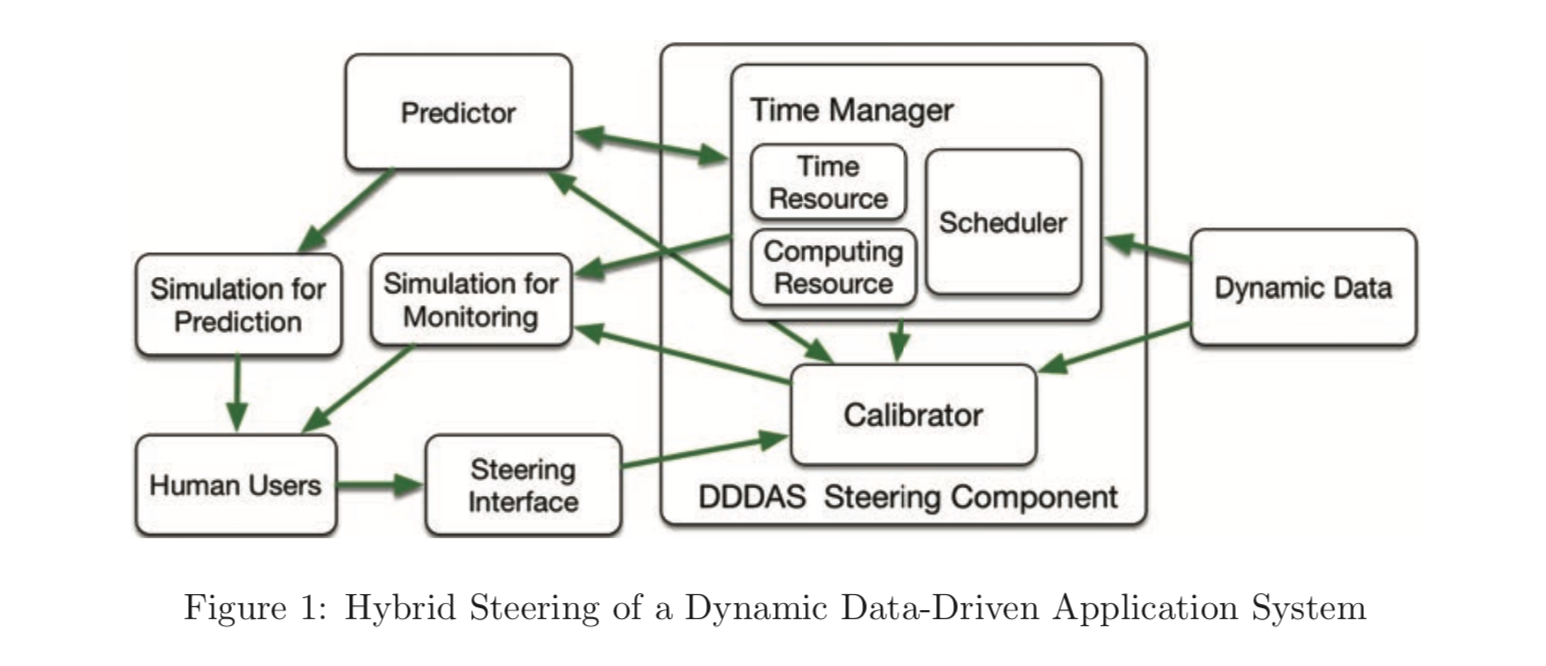 Predictor
Time Manager
Time
Resource
Scheduler
Computing
Resource
Simulation for
Prediction
Simulation for
Monitoring
Dynamic Data
Calibrator
Human Users
Steering
Interface
DDDAS Steering Component
Figure 1: Hybrid Steering of a Dynamic Data-Driven Application System